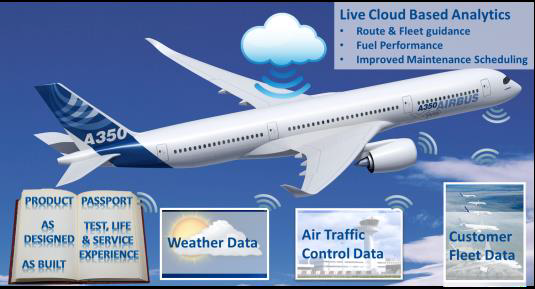 Live Cloud Based Analytics
• Route & Fleet guidance
• Fuel Performance
• Improved Maintenance Scheduling
A350 AIRBUS
A350
PRODUCT
AS
DESIGNED
AS BUILT
PASSPORT
TEST, LIFE
& SERVICE
EXPERIENCE
Weather Data
Air Traffic
Control Data
Customer
Fleet Data